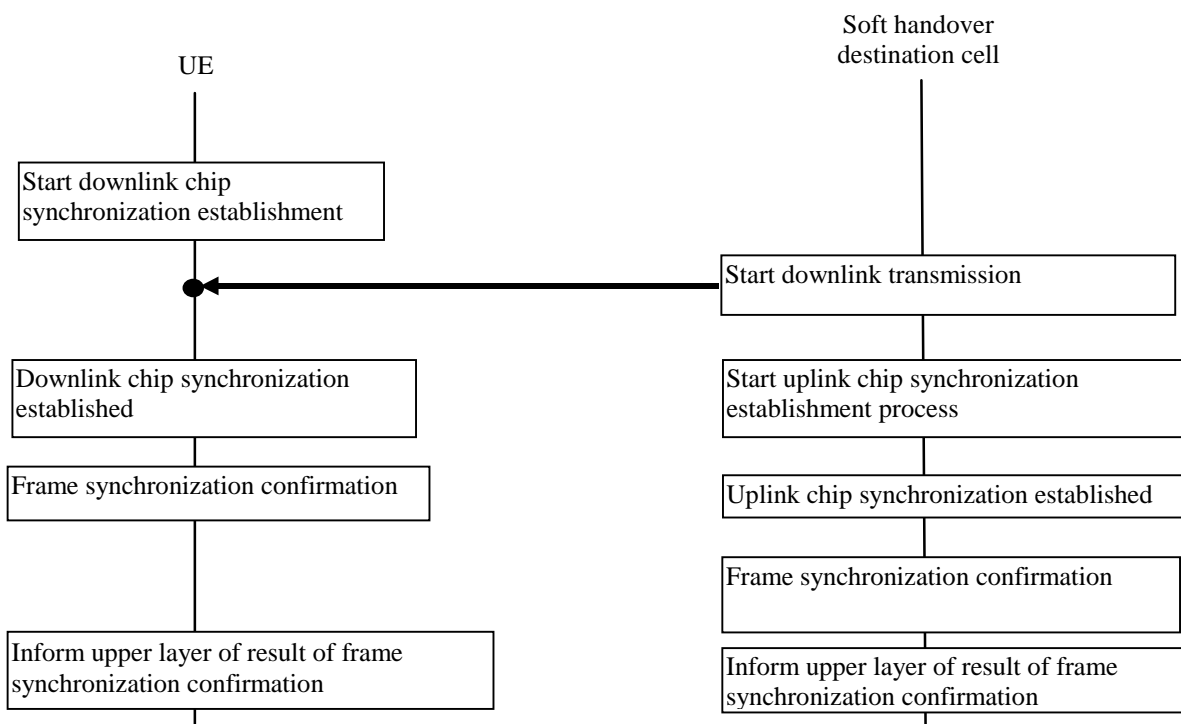 Soft handover
destination cell
UE
Start downlink chip
synchronization establishment
Start downlink transmission
Downlink chip synchronization
established
Start uplink chip synchronization
establishment process
Frame synchronization confirmation
Uplink chip synchronization established
Frame synchronization confirmation
Inform upper layer of result of frame
synchronization confirmation
Inform upper layer of result of frame
synchronization confirmation